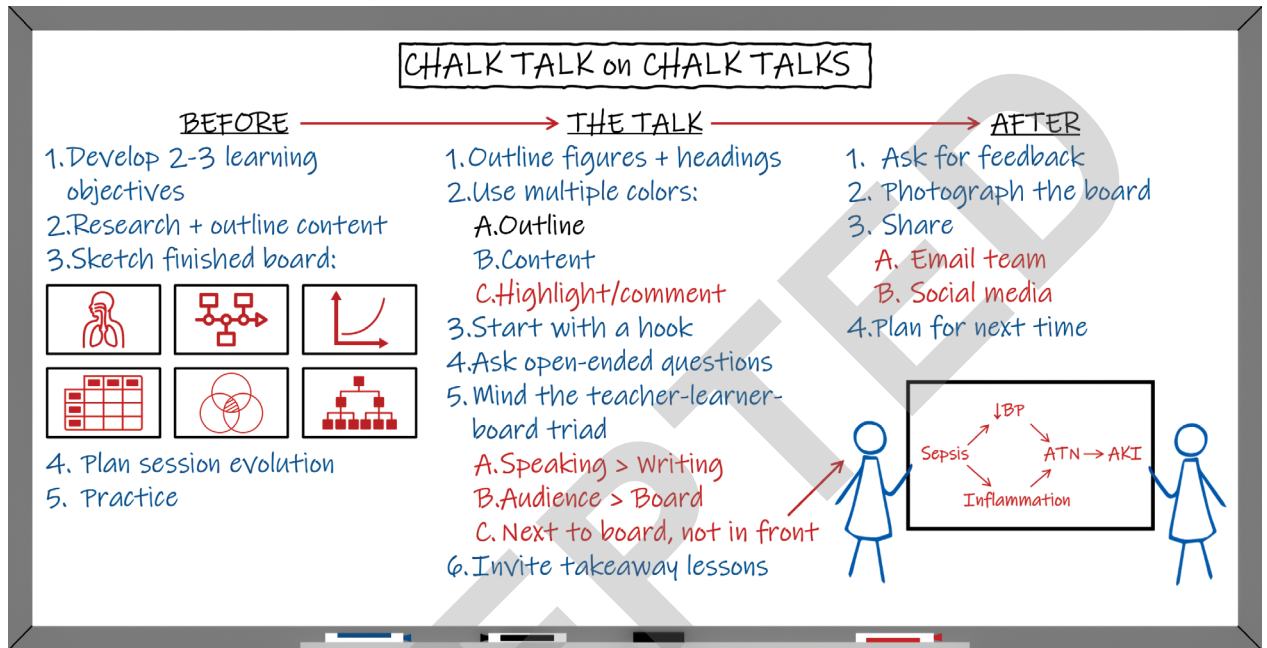 CHALK TALK on CHALK TALKS
BEFORE
1. Develop 2-3 learning
objectives
2. Research + outline content
3. Sketch finished board:
4. Plan session evolution
5. Practice
THE TALK
1. Outline figures + headings
2. Use multiple colors:
A. Outline
B. Content
C. Highlight/comment
3. Start with a hook
4. Ask open-ended questions
5. Mind the teacher-learner-
board triad
A. Speaking > Writing
B. Audience > Board
C. Next to board, not in front
6. Invite takeaway lessons
AFTER
1. Ask for feedback
2. Photograph the board
3. Share
A. Email team
B. Social media
4. Plan for next time
↓BP
Sepsis
ATN → AKI
Inflammation
EPTED